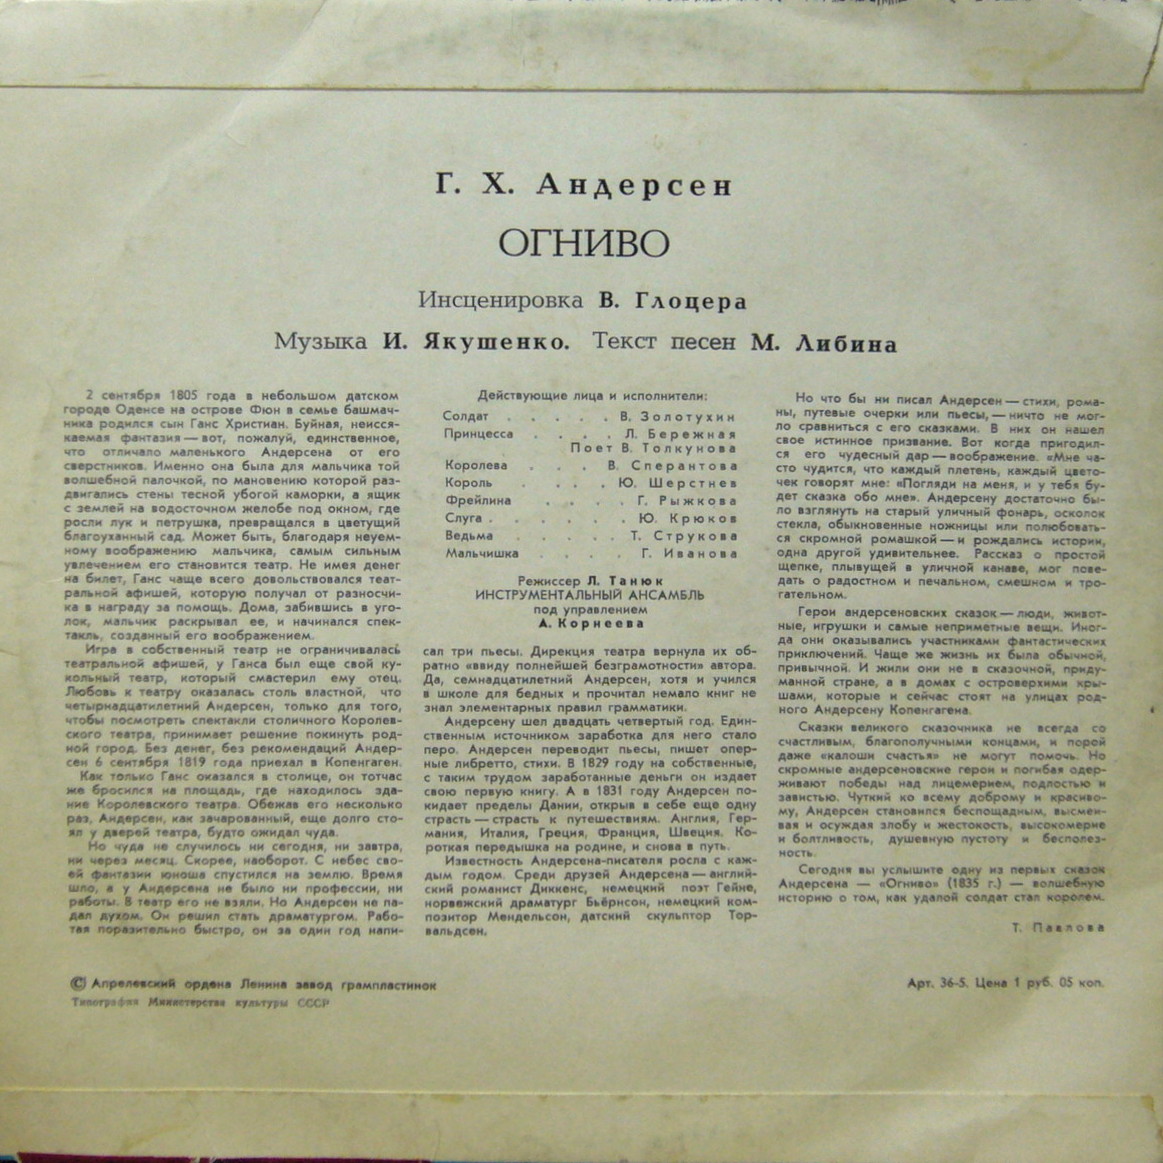 Г. Х. Андерсен
ОГНИВО
Инсценировка В. Глоцера
Музыка И. Якушенко. Текст песен М. Либина
2 сентября 1805 года в небольшом датском
городе Оденсе на острове Фюн в семье башмач-
ника родился сын Ганс Христиан. Буйная, неисся-
каемая фантазия — вот, пожалуй, единственное,
что отличало маленького Андерсена от его
сверстников. Именно она была для мальчика той
волшебной палочкой, по мановению которой раз-
двигались стены тесной убогой каморки, а ящик
с землей на водосточном желобе под окном, где
росли лук и петрушка, превращался в цветущий
благоуханный сад. Может быть, благодаря неуем-
ному воображению мальчика, самым сильным
увлечением его становится театр. Не имея денег
на билет, Ганс чаще всего довольствовался теат-
ральной афишей, которую получал от разносчи-
ка в награду за помощь. Дома, забившись в уго-
лок, мальчик раскрывал ее, и начинался спек-
такль, созданный его воображением.
Игра в собственный театр не ограничивалась
театральной афишей, у Ганса был еще свой ку-
кольный театр, который смастерил ему отец.
Любовь к театру оказалась столь властной, что
четырнадцатилетний Андерсен, только для того,
чтобы посмотреть спектакли столичного Королев-
ского театра, принимает решение покинуть род-
ной город. Без денег, без рекомендаций Андер-
сен 6 сентября 1819 года приехал в Копенгаген.
Как только Ганс оказался в столице, он тотчас
же бросился на площадь, где находилось зда-
ние Королевского театра. Обежав его несколько
раз, Андерсен, как зачарованный, еще долго сто-
ял у дверей театра, будто ожидал чуда.
Но чуда не случилось ни сегодня, ни завтра,
ни через месяц. Скорее, наоборот. С небес сво-
ей фантазии юноша спустился на землю. Время
шло, а у Андерсена не было ни профессии, ни
работы. В театр его не взяли. Но Андерсен не па-
дал духом. Он решил стать драматургом. Рабо-
тая поразительно быстро, он за один год напи-
Действующие лица и исполнители:
Солдат . . . . . В. Золотухин
Принцесса . . . . Л. Бережная
Поет В. Толкунова
Королева . . . В. Сперантова
Король . . . . Ю. Шерстнев
Фрейлина . . . . Г. Рыжкова
Слуга . . . . . . Ю. Крюков
Ведьма . . . . Т. Струкова
Мальчишка . . . . Г. Иванова
Режиссер Л. Танюк
ИНСТРУМЕНТАЛЬНЫЙ АНСАМБЛЬ
под управлением
А. Корнеева
сал три пьесы. Дирекция театра вернула их об-
ратно «ввиду полнейшей безграмотности» автора.
Да, семнадцатилетний Андерсен, хотя и учился
в школе для бедных и прочитал немало книг не
знал элементарных правил грамматики.
Андерсену шел двадцать четвертый год. Един-
ственным источником заработка для него стало
перо. Андерсен переводит пьесы, пишет опер-
ные либретто, стихи. В 1829 году на собственные,
с таким трудом заработанные деньги он издает
свою первую книгу. А в 1831 году Андерсен по-
кидает пределы Дании, открыв в себе еще одну
страсть — страсть к путешествиям. Англия, Гер-
мания, Италия, Греция, Франция, Швеция. Ко-
роткая передышка на родине, и снова в путь.
Известность Андерсена-писателя росла с каж-
дым годом. Среди друзей Андерсена — англий-
ский романист Диккенс, немецкий поэт Гейне,
норвежский драматург Бьёрнсон, немецкий ком-
позитор Мендельсон, датский скульптор Тор-
вальдсен.
Но что бы ни писал Андерсен — стихи, рома-
ны, путевые очерки или пьесы, — ничто не мог-
ло сравниться с его сказками. В них он нашел
свое истинное призвание. Вот когда пригодил-
ся его чудесный дар — воображение. «Мне ча-
сто чудится, что каждый плетень, каждый цвето-
чек говорят мне: «Погляди на меня, и у тебя бу-
дет сказка обо мне». Андерсену достаточно бы-
ло взглянуть на старый уличный фонарь, осколок
стекла, обыкновенные ножницы или полюбовать-
ся скромной ромашкой — и рождались истории,
одна другой удивительнее. Рассказ о простой
щепке, плывущей в уличной канаве, мог пове-
дать о радостном и печальном, смешном и тро-
гательном.
Герои андерсеновских сказок — люди, живот-
ные, игрушки и самые неприметные вещи. Иног-
да они оказывались участниками фантастических
приключений. Чаще же жизнь их была обычной,
привычной. И жили они не в сказочной, приду-
манной стране, а в домах с островерхими кры-
шами, которые и сейчас стоят на улицах род-
ного Андерсену Копенгагена.
Сказки великого сказочника не всегда со
счастливым, благополучными концами, и порой
даже «калоши счастья» не могут помочь. Но
скромные андерсеновские герои и погибая одер-
живают победы над лицемерием, подлостью и
завистью. Чуткий ко всему доброму и красиво-
му, Андерсен становился беспощадным, высмеи-
вая и осуждая злобу и жестокость, высокомерие
и болтливость, душевную пустоту и бесполез-
ность.
Сегодня вы услышите одну из первых сказок
Андерсена — «Огниво» (1835 г.) — волшебную
историю о том, как удалой солдат стал королем.
Т. Павлова
© Апрелевский ордена Ленина завод грампластинок
Типография Министерства культуры СССР
Арт. 36-5. Цена 1 руб. 05 коп.